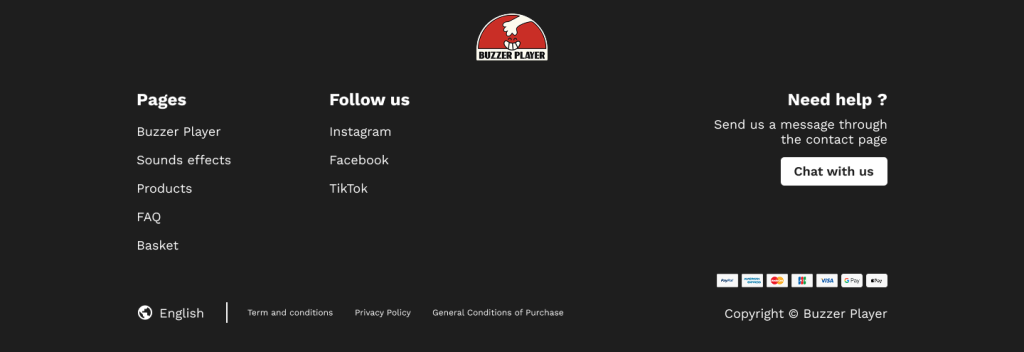 BUZZER PLAYER
Pages
Buzzer Player
Sounds effects
Products
FAQ
Basket
Follow us
Instagram
Facebook
TikTok
Need help ?
Send us a message through
the contact page
Chat with us
PayPal
VISA
G Pay
Pay
English
Term and conditions
Privacy Policy
General Conditions of Purchase
Copyright © Buzzer Player